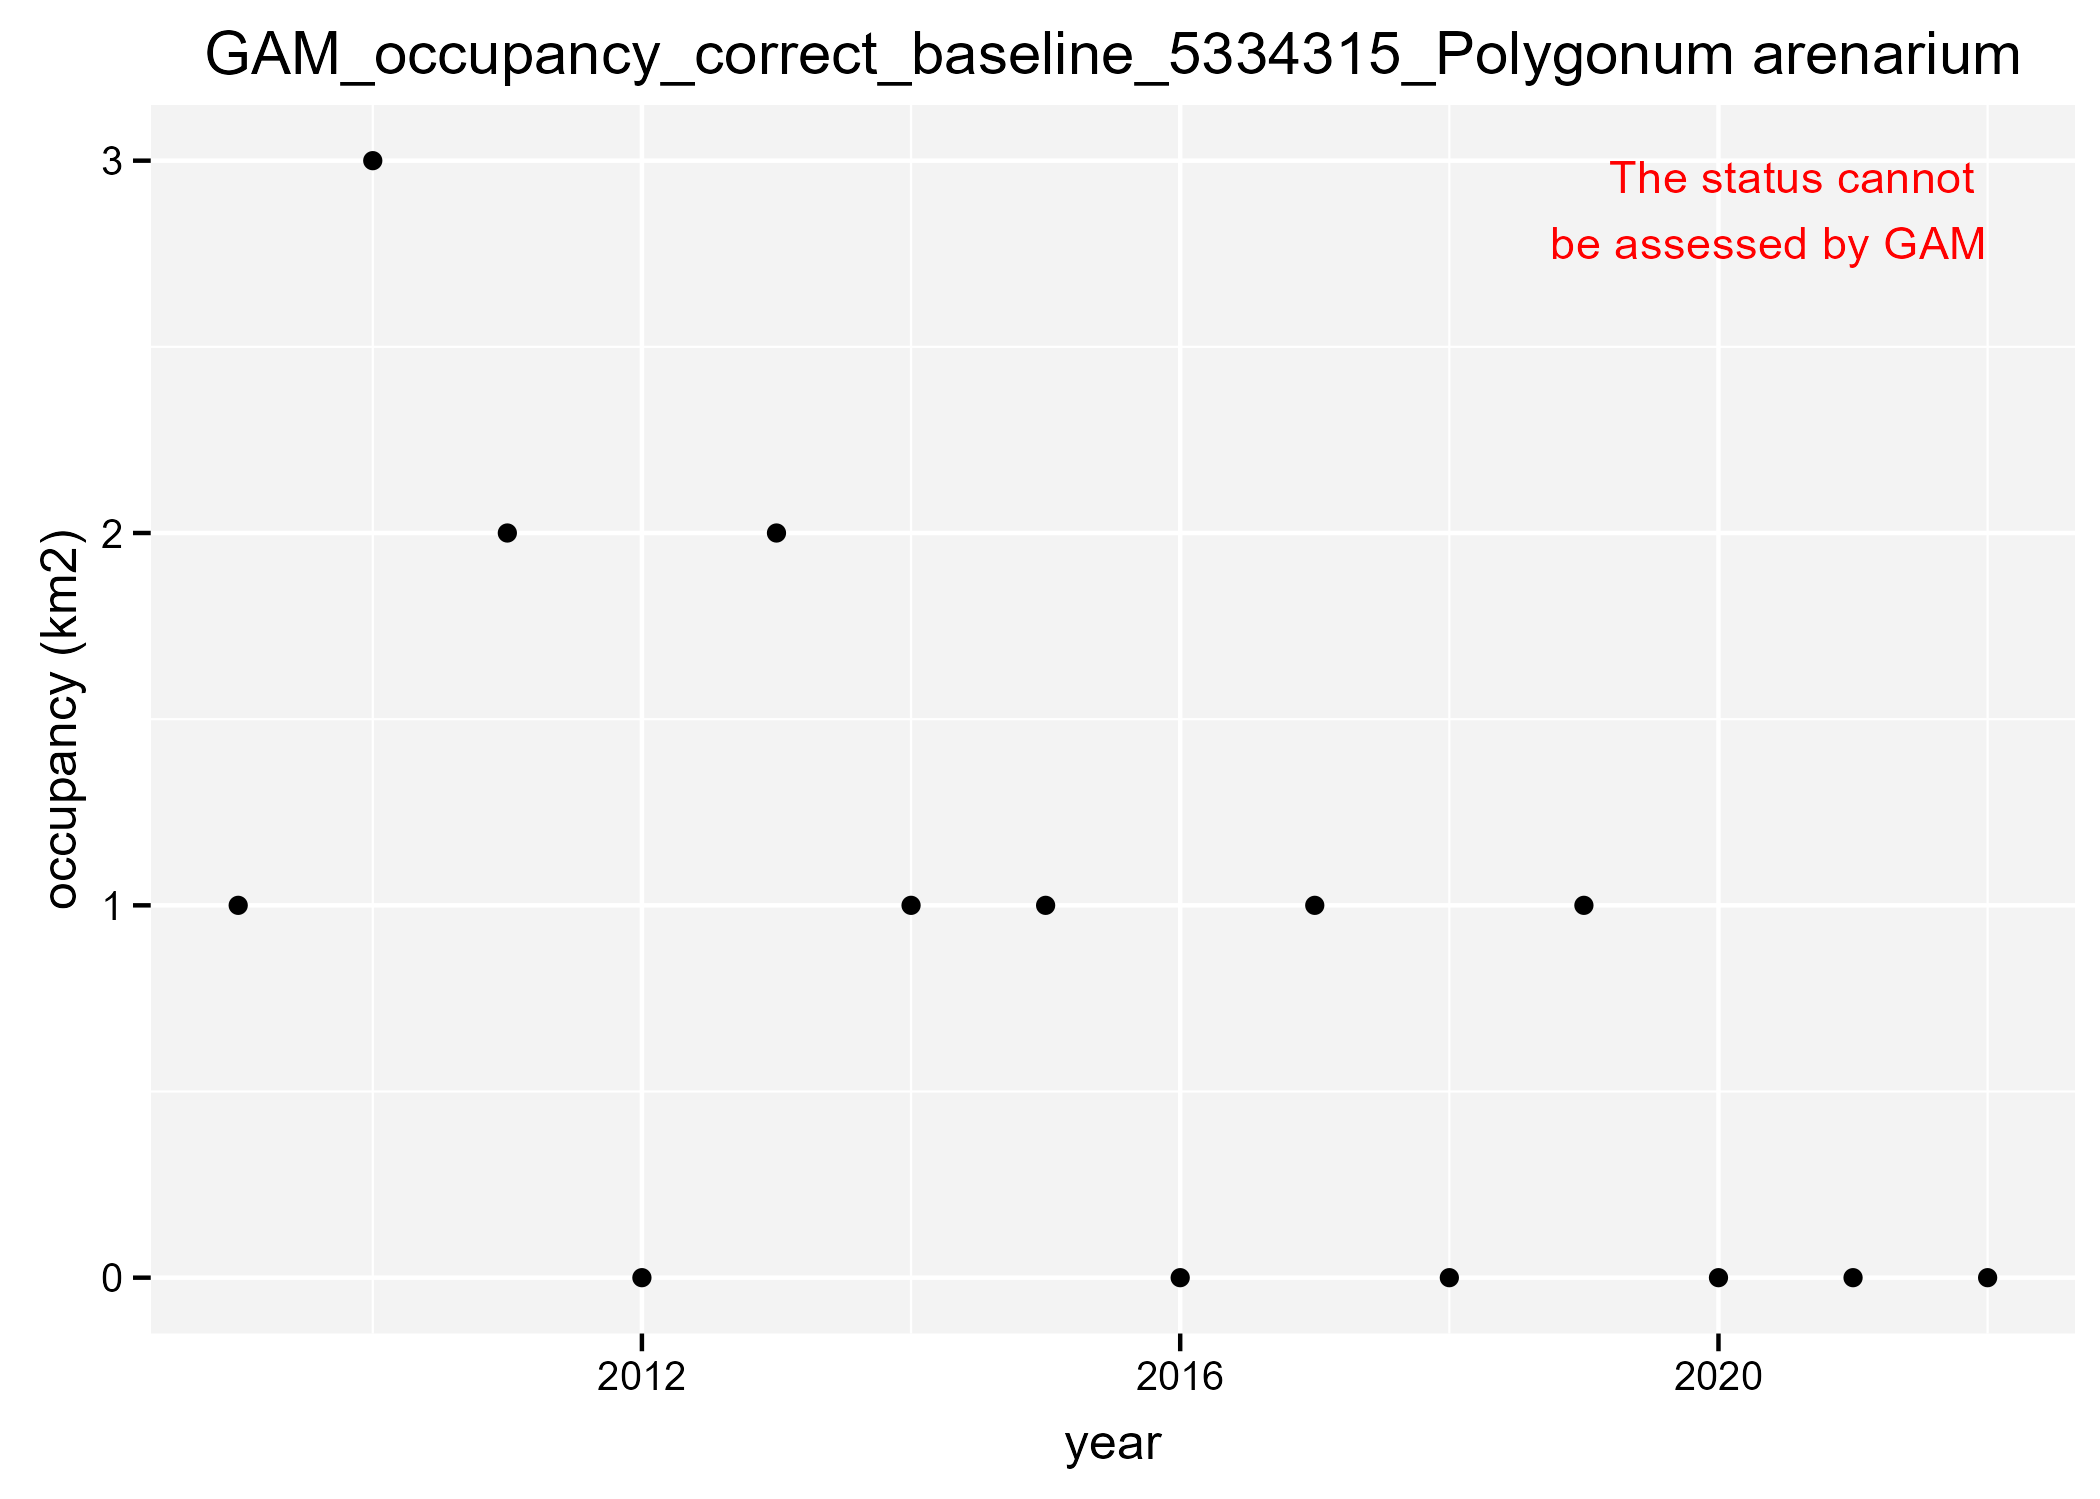 GAM_occupancy_correct_baseline_5334315_Polygonum arenarium
The status cannot
be assessed by GAM
occupancy (km2)
3
2
1
0
2012 2016 2020
year